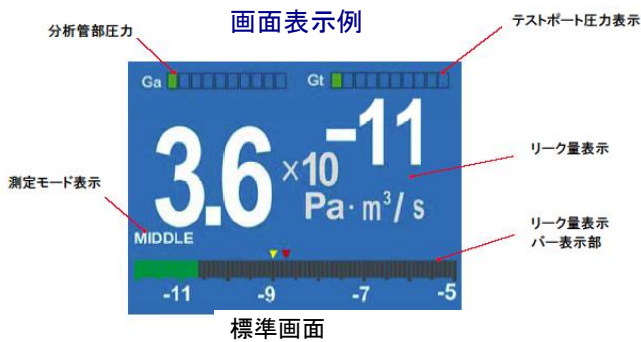 画面表示例
分析管部圧力
テストポート圧力表示
Ga
Gt
3.6 ×10 -11
Pa・m³/s
リーク量表示
測定モード表示
MIDDLE
リーク量表示
バー表示部
-11 -9 -7 -5
標準画面